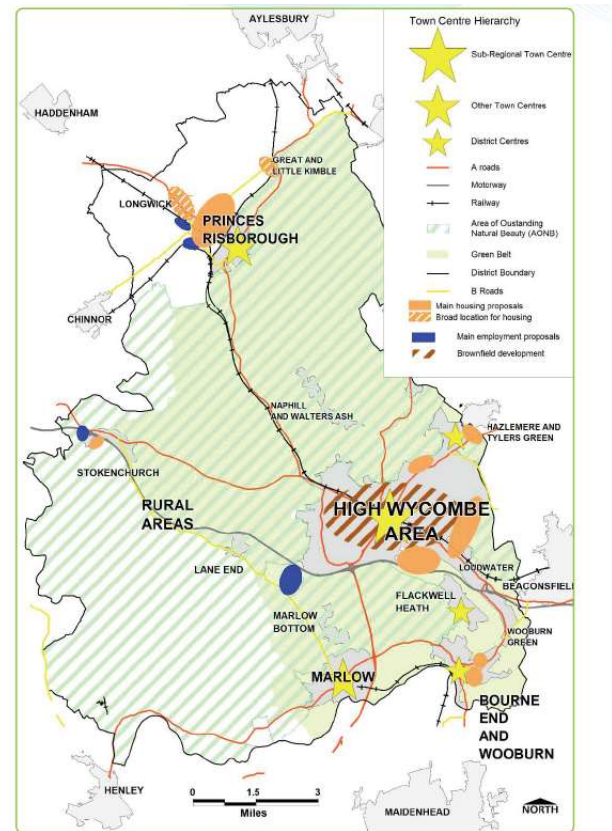 AYLESBURY
HADDENHAM
GREAT AND
LITTLE KIMBLE
LONGWICK
PRINCES
RISBOROUGH
CHINNOR
NAPHILL
AND WALTERS ASH
HAZLEMERE AND
TYLERS GREEN
STOKENCHURCH
RURAL
AREAS
HIGH WYCOMBE
AREA
LANE END
LOUDWATER
BEACONSFIELD
FLACKWELL
HEATH
MARLOW
BOTTOM
WOOBURN
GREEN
MARLOW
BOURNE
END
AND
WOOBURN
HENLEY
MAIDENHEAD
0 1.5 3
Miles
NORTH
Town Centre Hierarchy
Sub-Regional Town Centre
Other Town Centres
District Centres
A roads
Motorway
Railway
Area of Oustanding
Natural Beauty (AONB)
Green Belt
District Boundary
B Roads
Main housing proposals
Broad location for housing
Main employment proposals
Brownfield development